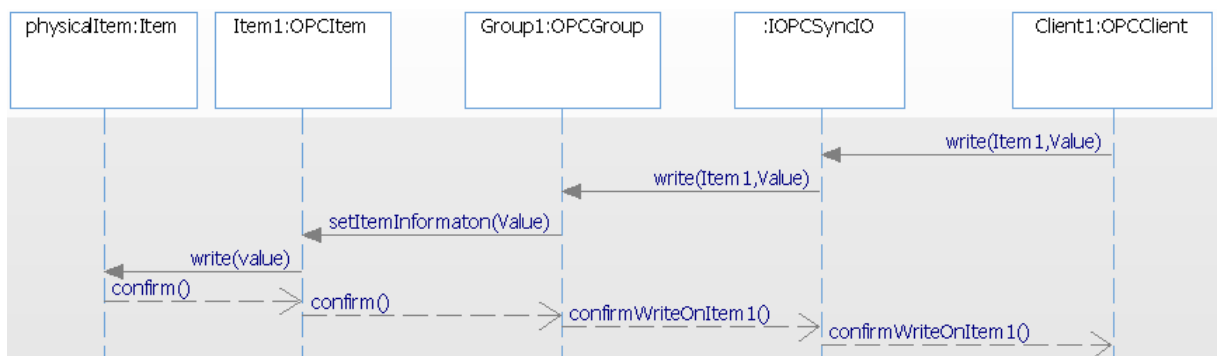 physicalItem:Item
Item1:OPCItem
Group1:OPCGroup
:IOPCSyncIO
Client1:OPCClient
write(Item1,Value)
write(Item1,Value)
setItemInformaton(Value)
write(value)
confirm()
confirm()
confirmWriteOnItem1()
confirmWriteOnItem1()